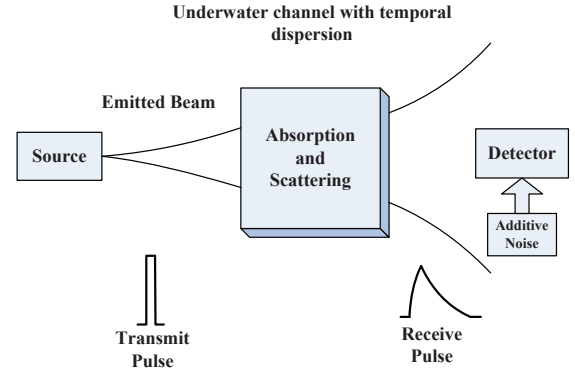 Underwater channel with temporal
dispersion
Emitted Beam
Source
Absorption
and
Scattering
Detector
Additive
Noise
Transmit
Pulse
Receive
Pulse